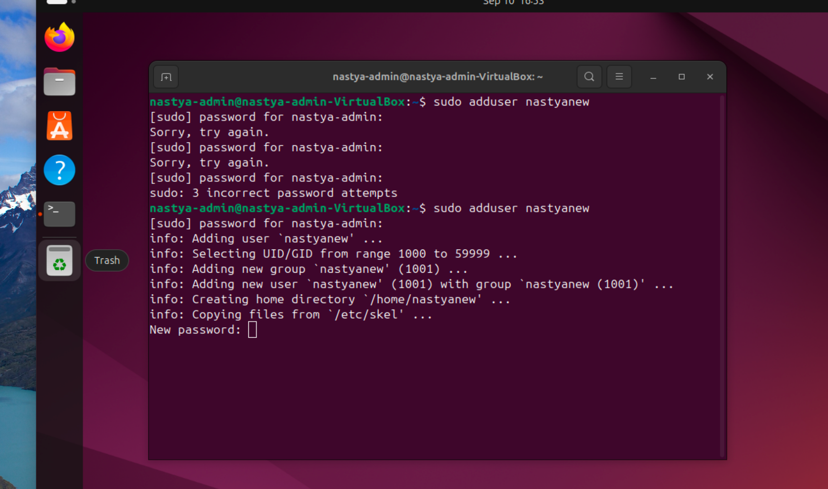 Sep 10 16:53
nastya-admin@nastya-admin-VirtualBox: ~
nastya-admin@nastya-admin-VirtualBox:~$ sudo adduser nastyanew
[sudo] password for nastya-admin:
Sorry, try again.
[sudo] password for nastya-admin:
Sorry, try again.
[sudo] password for nastya-admin:
sudo: 3 incorrect password attempts
nastya-admin@nastya-admin-VirtualBox:~$ sudo adduser nastyanew
[sudo] password for nastya-admin:
info: Adding user `nastyanew' ...
info: Selecting UID/GID from range 1000 to 59999 ...
info: Adding new group `nastyanew' (1001) ...
info: Adding new user `nastyanew' (1001) with group `nastyanew (1001)' ...
info: Creating home directory `/home/nastyanew' ...
info: Copying files from `/etc/skel' ...
New password:
Trash